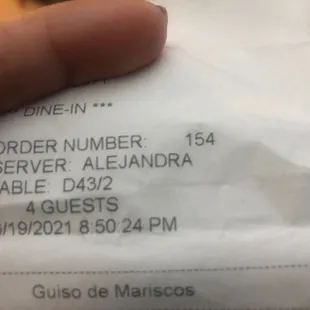 DINE-IN ***
ORDER NUMBER: 154
SERVER: ALEJANDRA
TABLE: D43/2
4 GUESTS
/19/2021 8:50:24 PM
Guiso de Mariscos